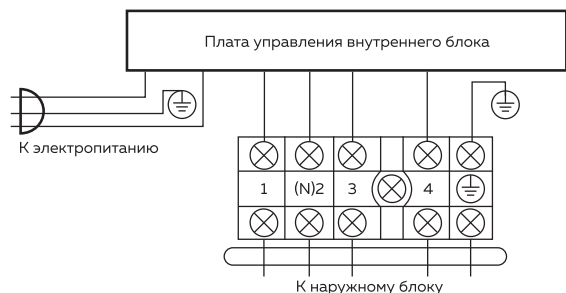 Плата управления внутреннего блока
К электропитанию
1 (N)2 3 4
К наружному блоку